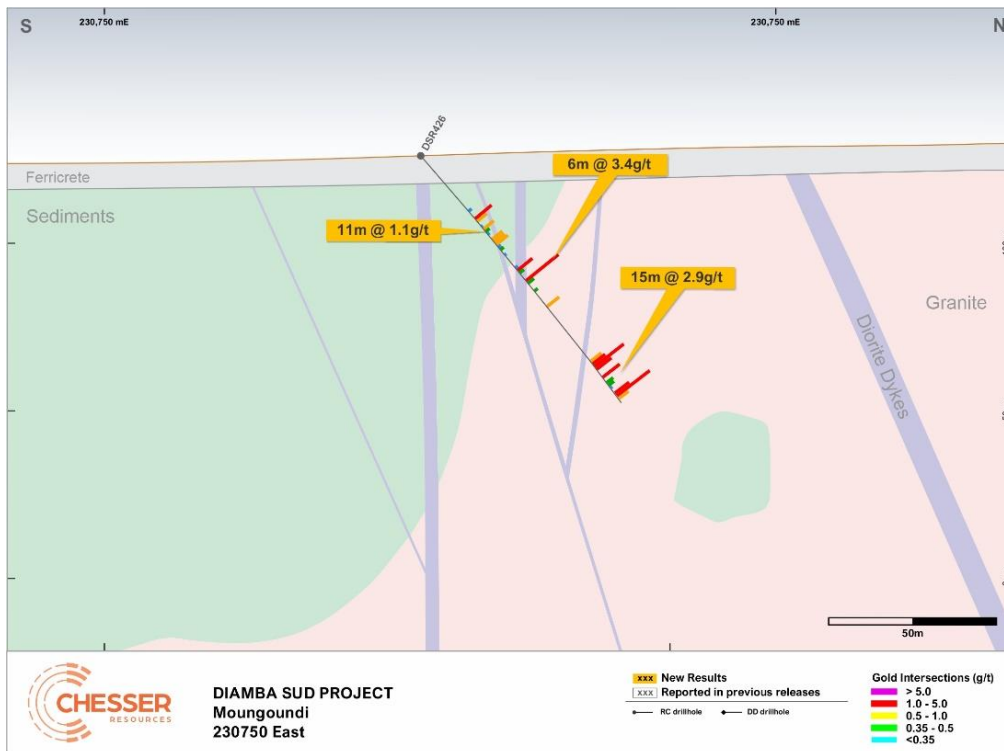 S
230,750 mE
230,750 mE
N
DSR426
Ferricrete
6m @ 3.4g/t
Sediments
11m @ 1.1g/t
15m @ 2.9g/t
Granite
Diorite Dykes
50m
CHESSER
RESOURCES
DIAMBA SUD PROJECT
Moungoundi
230750 East
xxx New Results
xxx Reported in previous releases
RC drillhole DD drillhole
Gold Intersections (g/t)
> 5.0
1.0 - 5.0
0.5 - 1.0
0.35 - 0.5
<0.35